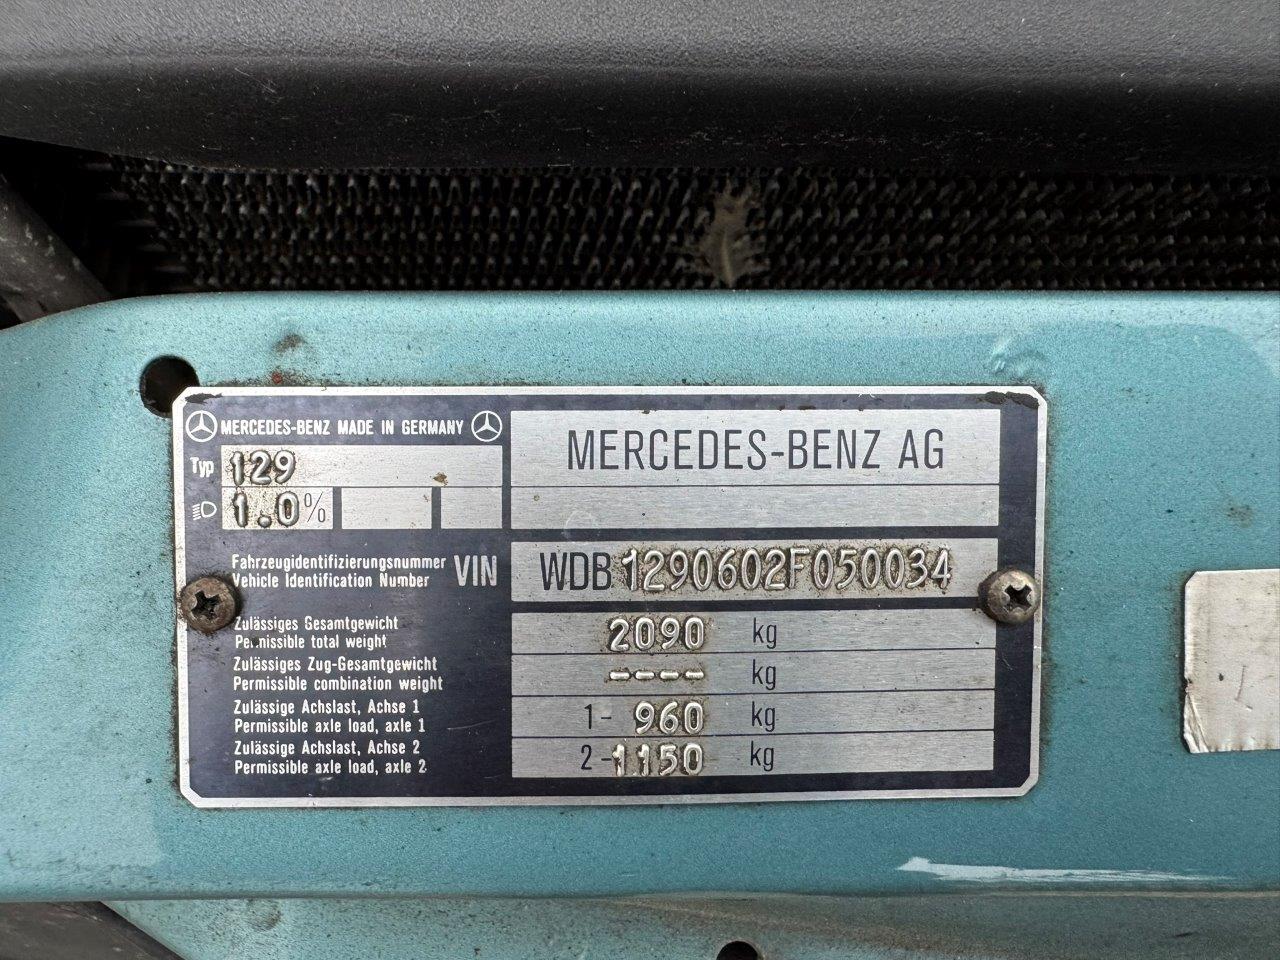 MERCEDES-BENZ MADE IN GERMANY
MERCEDES-BENZ AG
Typ 129
1.0%
Fahrzeugidentifizierungsnummer
Vehicle Identification Number
VIN
WDB1290602F050034
Zulässiges Gesamtgewicht
Permissible total weight
2090 kg
Zulässiges Zug-Gesamtgewicht
Permissible combination weight
---- kg
Zulässige Achslast, Achse 1
Permissible axle load, axle 1
1- 960 kg
Zulässige Achslast, Achse 2
Permissible axle load, axle 2
2-1150 kg